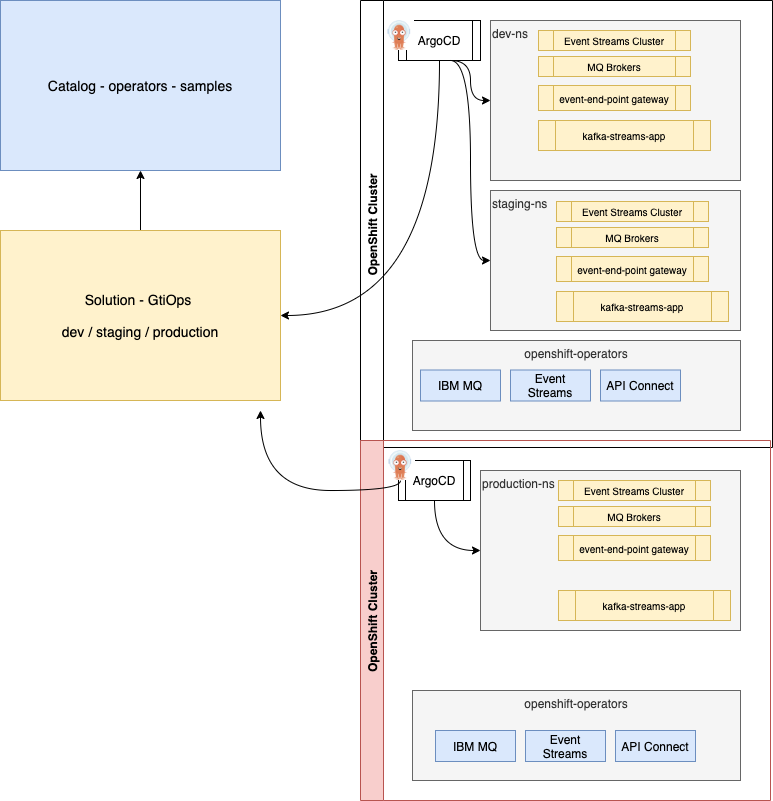 Catalog - operators - samples
Solution - GtiOps
dev / staging / production
OpenShift Cluster
ArgoCD
dev-ns
Event Streams Cluster
MQ Brokers
event-end-point gateway
kafka-streams-app
staging-ns
Event Streams Cluster
MQ Brokers
event-end-point gateway
kafka-streams-app
openshift-operators
IBM MQ
Event
Streams
API Connect
OpenShift Cluster
ArgoCD
production-ns
Event Streams Cluster
MQ Brokers
event-end-point gateway
kafka-streams-app
openshift-operators
IBM MQ
Event
Streams
API Connect